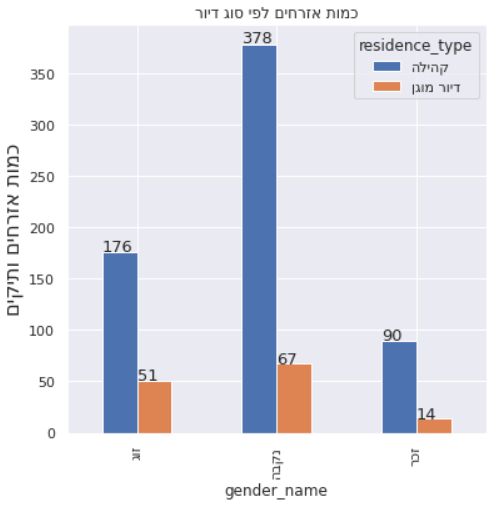 כמות אזרחים לפי סוג דיור
residence_type
קהילה
דיור מוגן
כמות אזרחים ותיקים
350
300
250
200
150
100
50
0
378
176
51
67
90
14
זוג
נקבה
זכר
gender_name